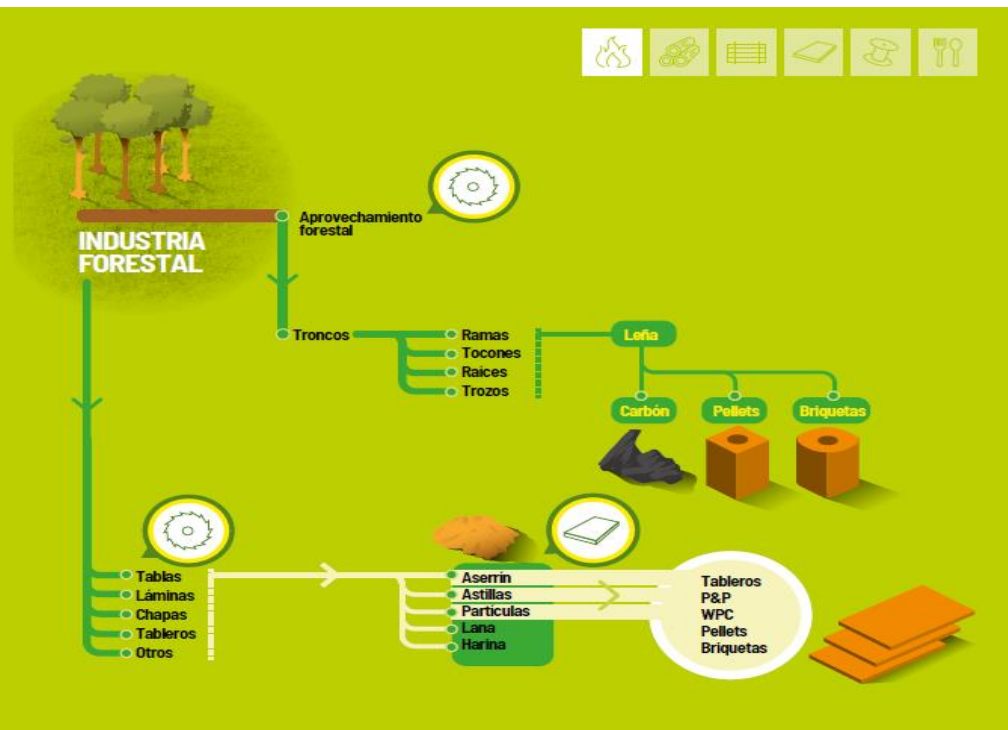 INDUSTRIA
FORESTAL
Aprovechamiento
forestal
Troncos
Ramas
Tocones
Raíces
Trozos
Leña
Carbón
Pellets
Briquetas
Tablas
Láminas
Chapas
Tableros
Otros
Aserrín
Astillas
Partículas
Lana
Harina
Tableros
P&P
WPC
Pellets
Briquetas